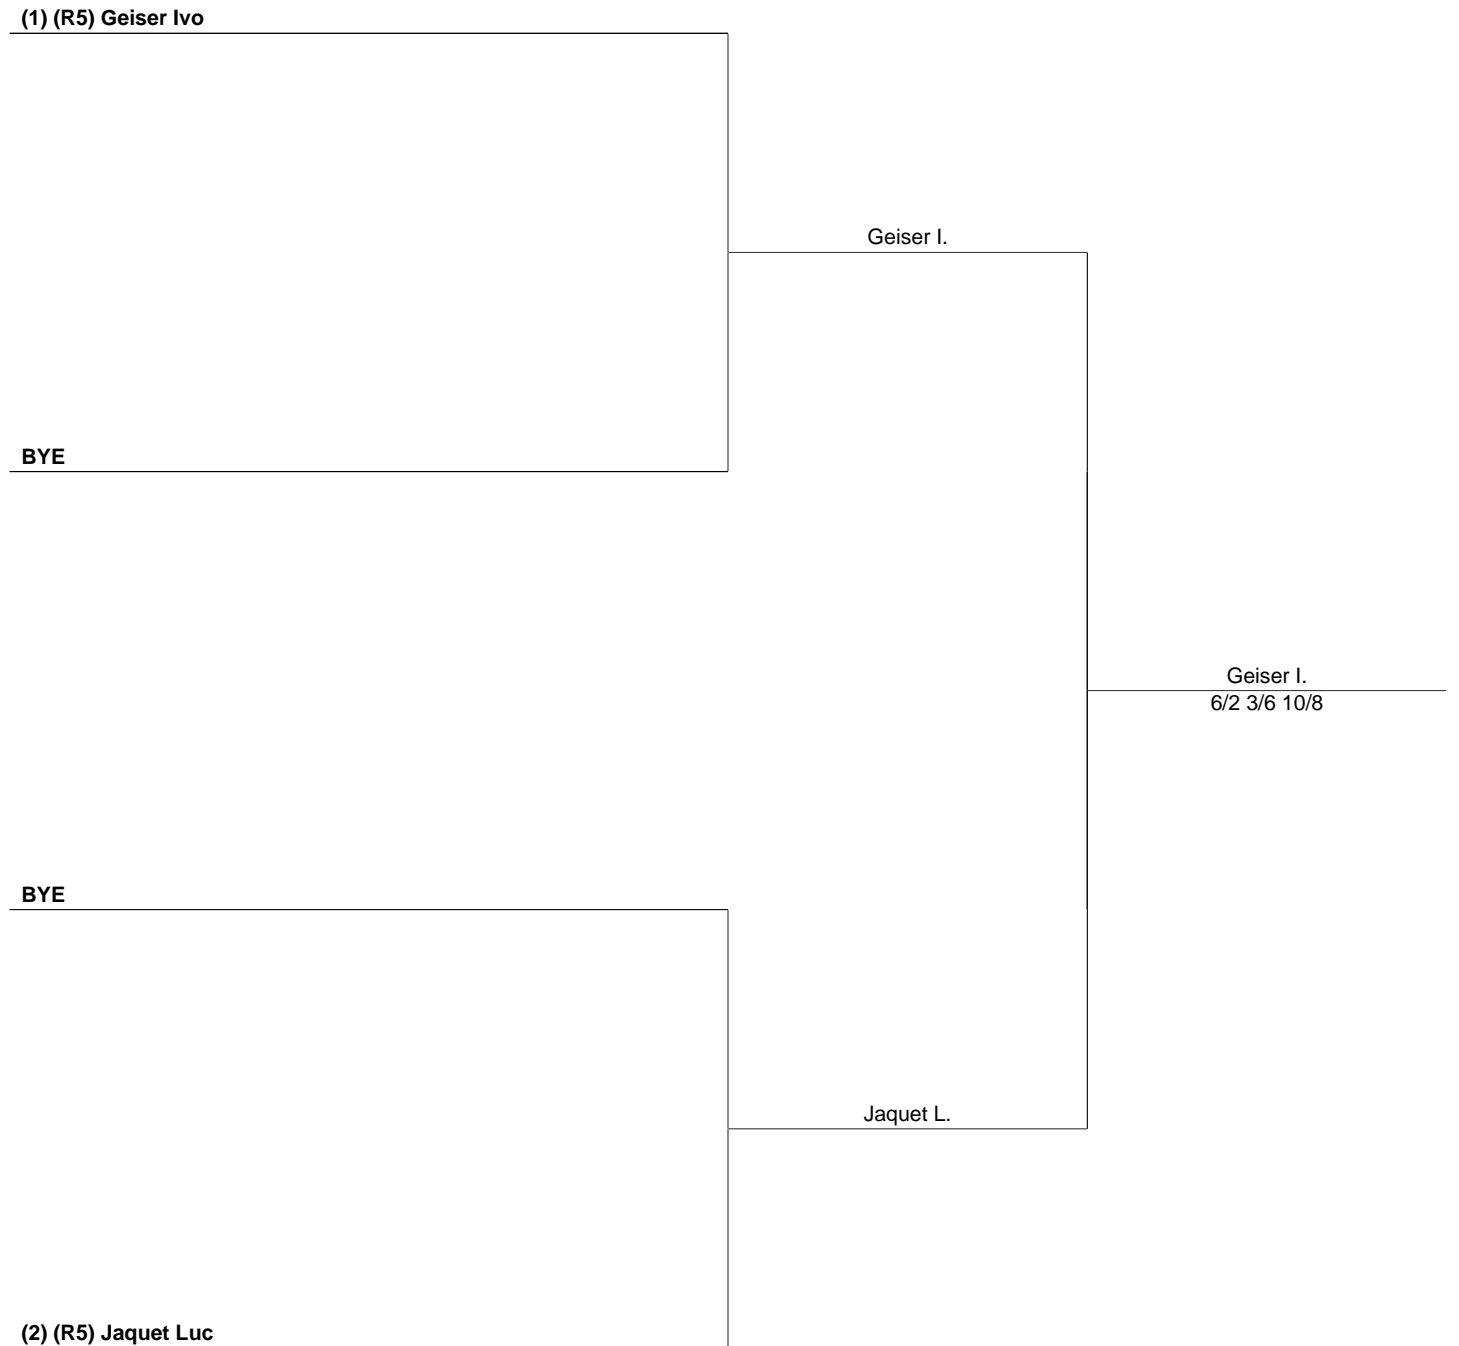 (1) (R5) Geiser Ivo
Geiser I.
BYE
Geiser I.
6/2 3/6 10/8
BYE
Jaquet L.
(2) (R5) Jaquet Luc